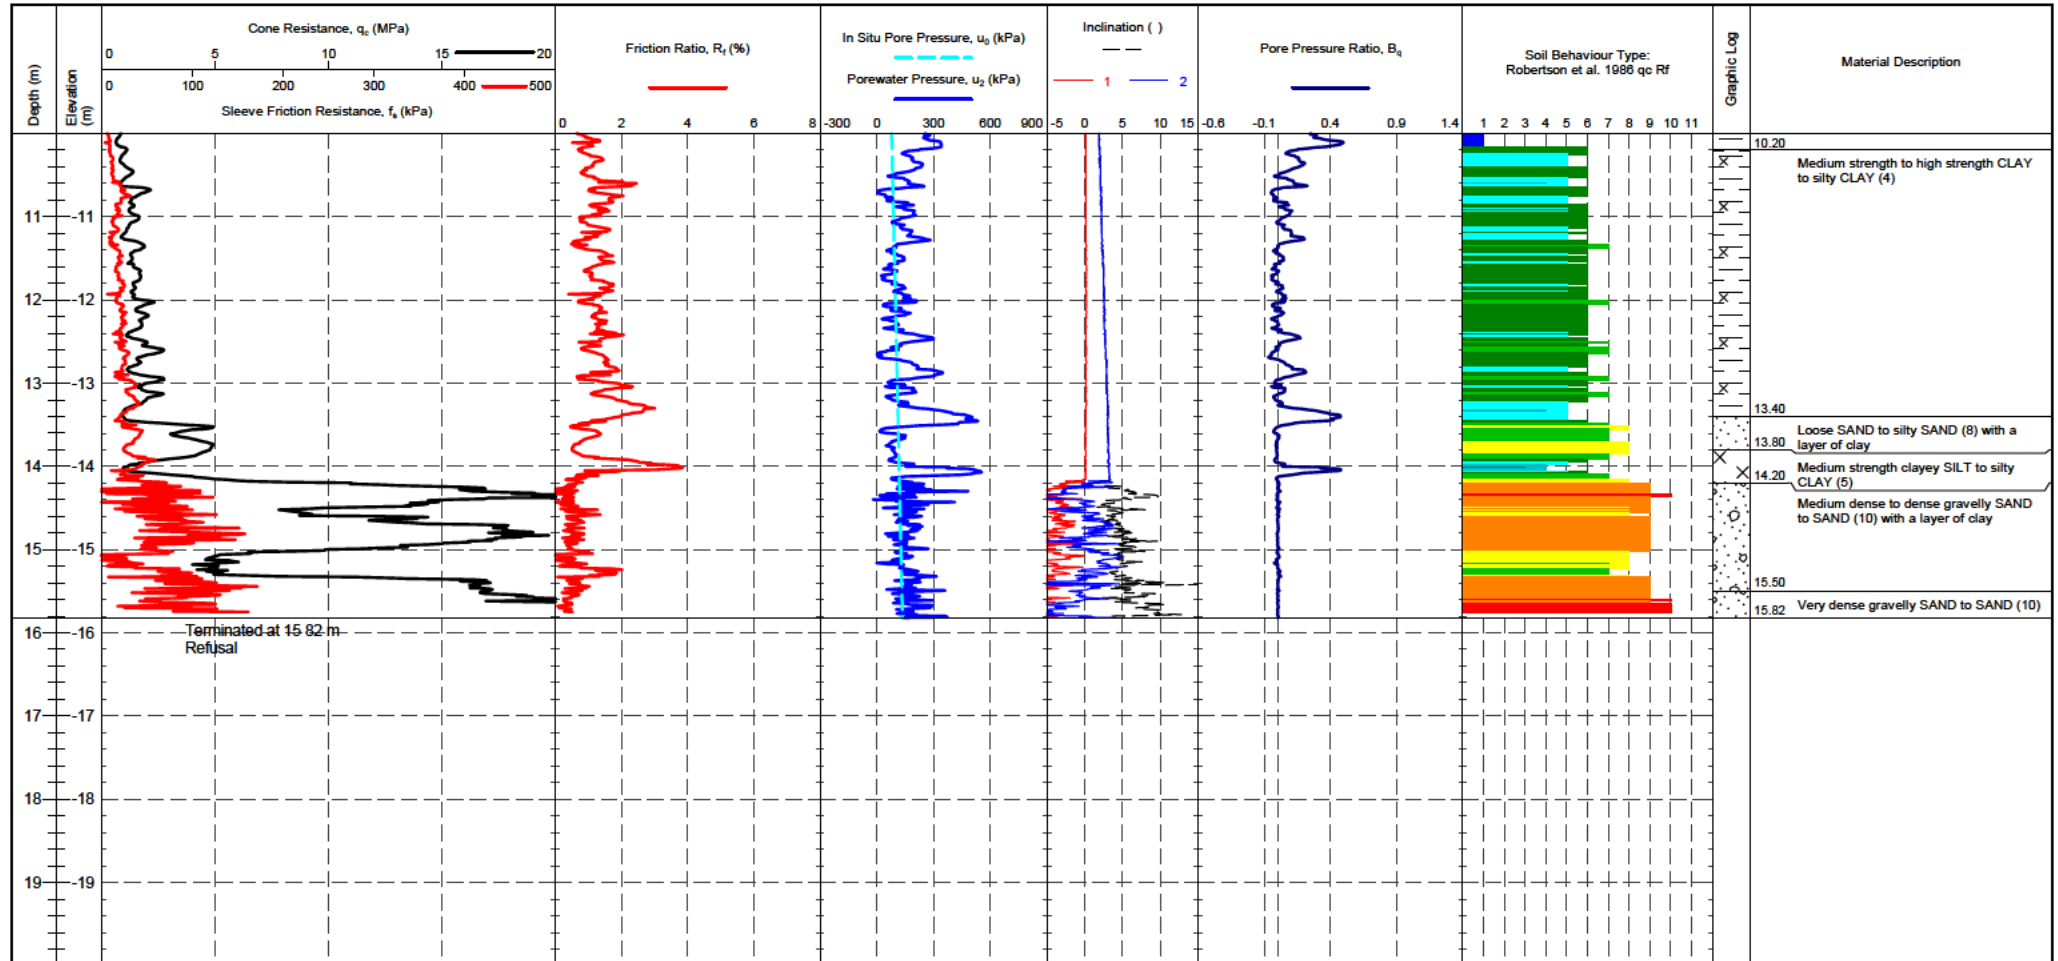 Depth (m)
Elevation
(m)
Cone Resistance, qc (MPa)
0 5 10 15 20
0 100 200 300 400 500
Sleeve Friction Resistance, fs (kPa)
Friction Ratio, Rf (%)
0 2 4 6 8
In Situ Pore Pressure, u0 (kPa)
Porewater Pressure, u2 (kPa)
-300 0 300 600 900
Inclination ( )
1 2
-5 0 5 10 15
Pore Pressure Ratio, Bq
-0.6 -0.1 0.4 0.9 1.4
Soil Behaviour Type:
Robertson et al. 1986 qc Rf
1 2 3 4 5 6 7 8 9 10 11
Graphic Log
Material Description
10.20
Medium strength to high strength CLAY
to silty CLAY (4)
11 -11
12 -12
13 -13
13.40
Loose SAND to silty SAND (8) with a
13.80 layer of clay
14 -14
Medium strength clayey SILT to silty
14.20 CLAY (5)
Medium dense to dense gravelly SAND
to SAND (10) with a layer of clay
15 -15
15.50
15.82 Very dense gravelly SAND to SAND (10)
16 -16
Terminated at 15 82 m
Refusal
17 -17
18 -18
19 -19